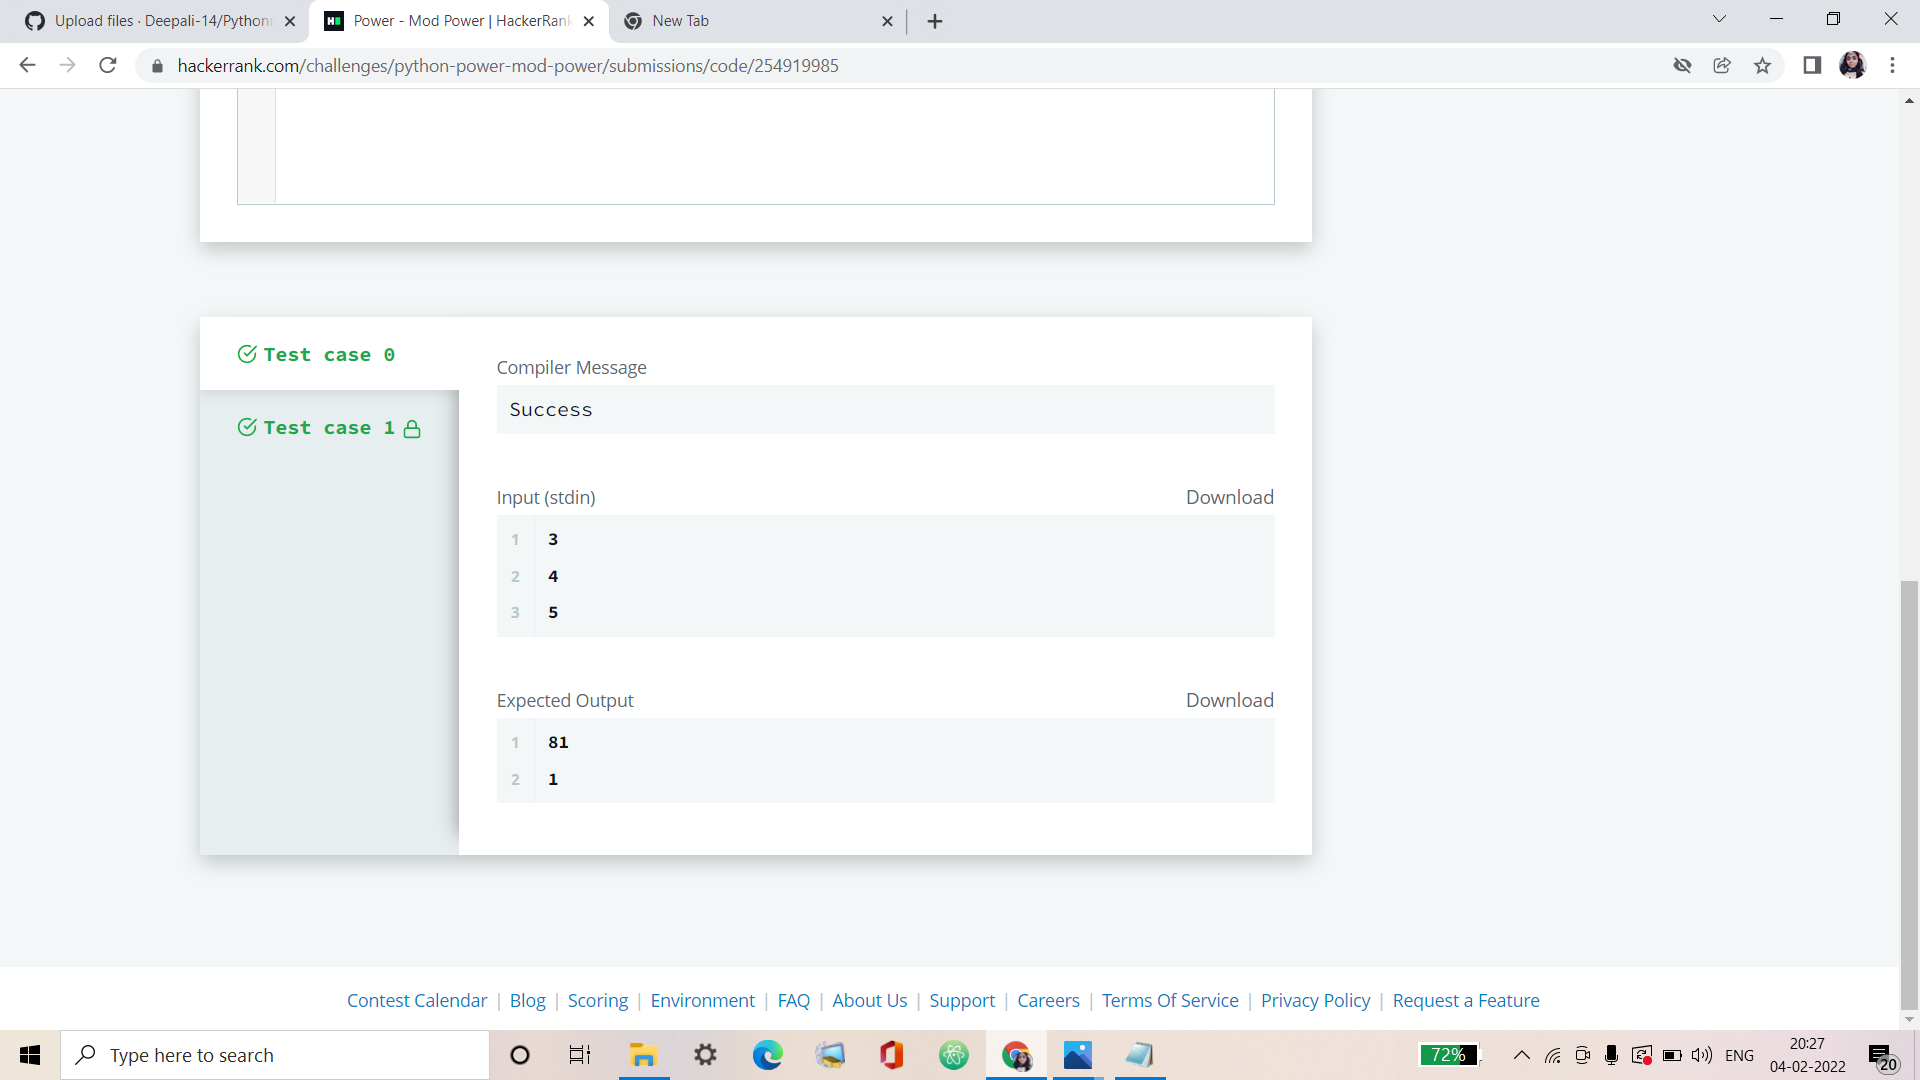 Upload files · Deepali-14/Python
Power - Mod Power | HackerRank
New Tab
hackerrank.com/challenges/python-power-mod-power/submissions/code/254919985
Test case 0
Test case 1
Compiler Message
Success
Input (stdin)
Download
1 3
2 4
3 5
Expected Output
Download
1 81
2 1
Contest Calendar | Blog | Scoring | Environment | FAQ | About Us | Support | Careers | Terms Of Service | Privacy Policy | Request a Feature
Type here to search
72%
ENG
20:27
04-02-2022
20